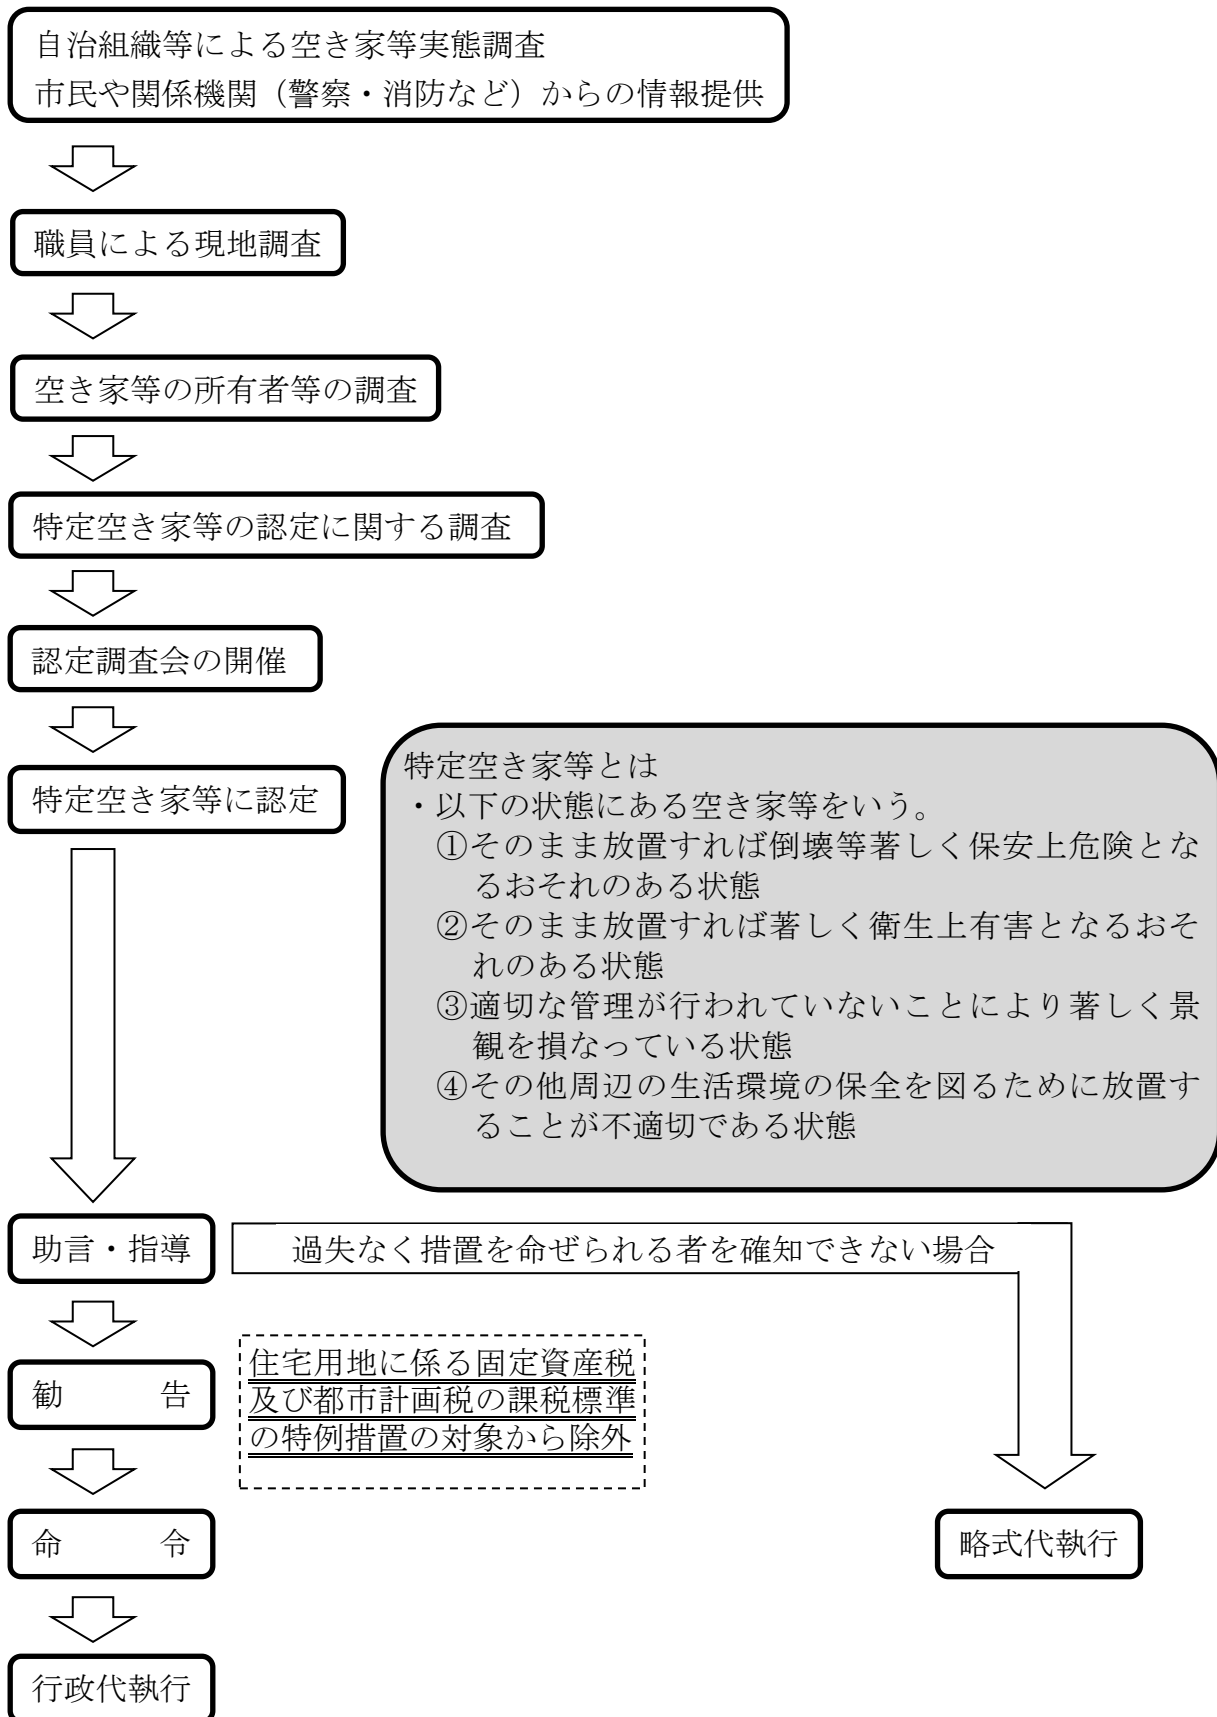 自治組織等による空き家等実態調査
市民や関係機関（警察・消防など）からの情報提供
職員による現地調査
空き家等の所有者等の調査
特定空き家等の認定に関する調査
認定調査会の開催
特定空き家等に認定
特定空き家等とは
・以下の状態にある空き家等をいう。
①そのまま放置すれば倒壊等著しく保安上危険とな
るおそれのある状態
②そのまま放置すれば著しく衛生上有害となるおそ
れのある状態
③適切な管理が行われていないことにより著しく景
観を損なっている状態
④その他周辺の生活環境の保全を図るために放置す
ることが不適切である状態
助言・指導
過失なく措置を命ぜられる者を確知できない場合
勧　　　告
住宅用地に係る固定資産税
及び都市計画税の課税標準
の特例措置の対象から除外
命　　　令
略式代執行
行政代執行